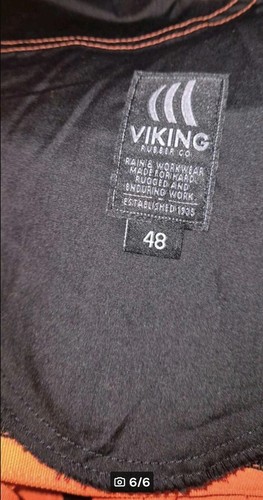 VIKING
RUBBER CO.
RAIN & WORKWEAR
MADE FOR HARD,
RUGGED AND
ENDURING WORK
ESTABLISHED 1935
48
6/6